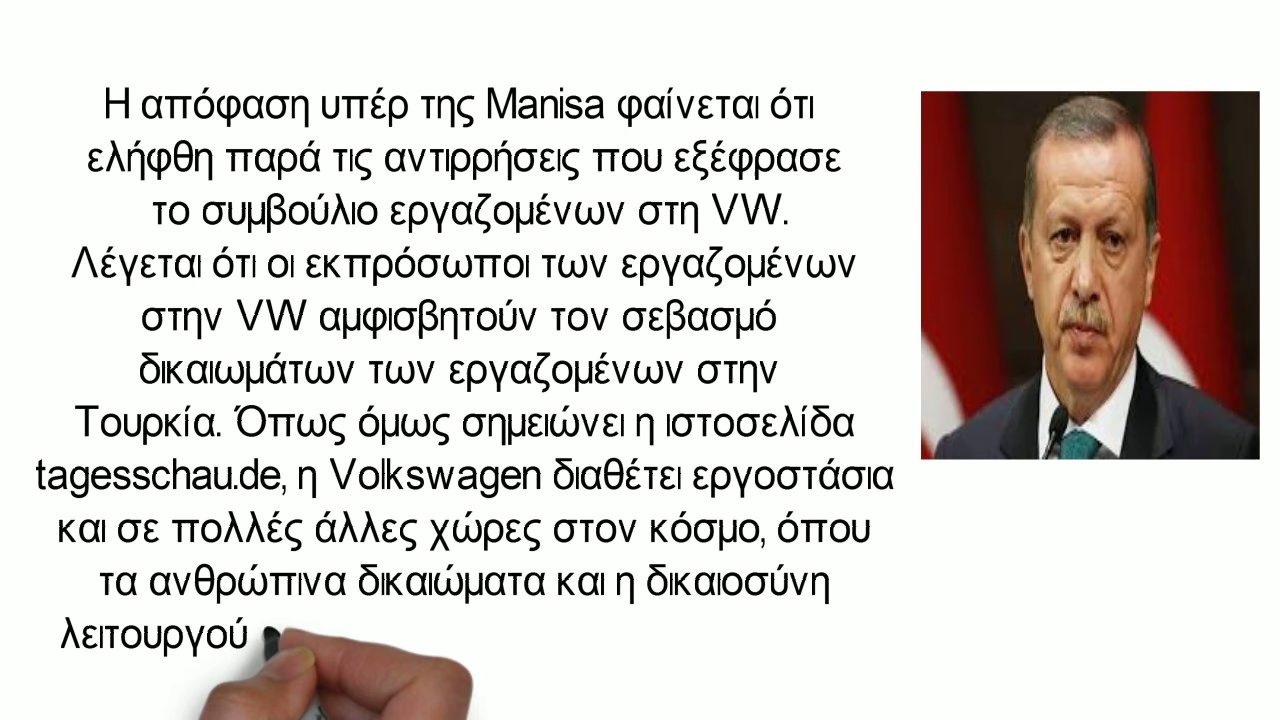 Η απόφαση υπέρ της Manisa φαίνεται ότι
ελήφθη παρά τις αντιρρήσεις που εξέφρασε
το συμβούλιο εργαζομένων στη VW.
Λέγεται ότι οι εκπρόσωποι των εργαζομένων
στην VW αμφισβητούν τον σεβασμό
δικαιωμάτων των εργαζομένων στην
Τουρκία. Όπως όμως σημειώνει η ιστοσελίδα
tagesschau.de, η Volkswagen διαθέτει εργοστάσια
και σε πολλές άλλες χώρες στον κόσμο, όπου
τα ανθρώπινα δικαιώματα και η δικαιοσύνη
λειτουργού